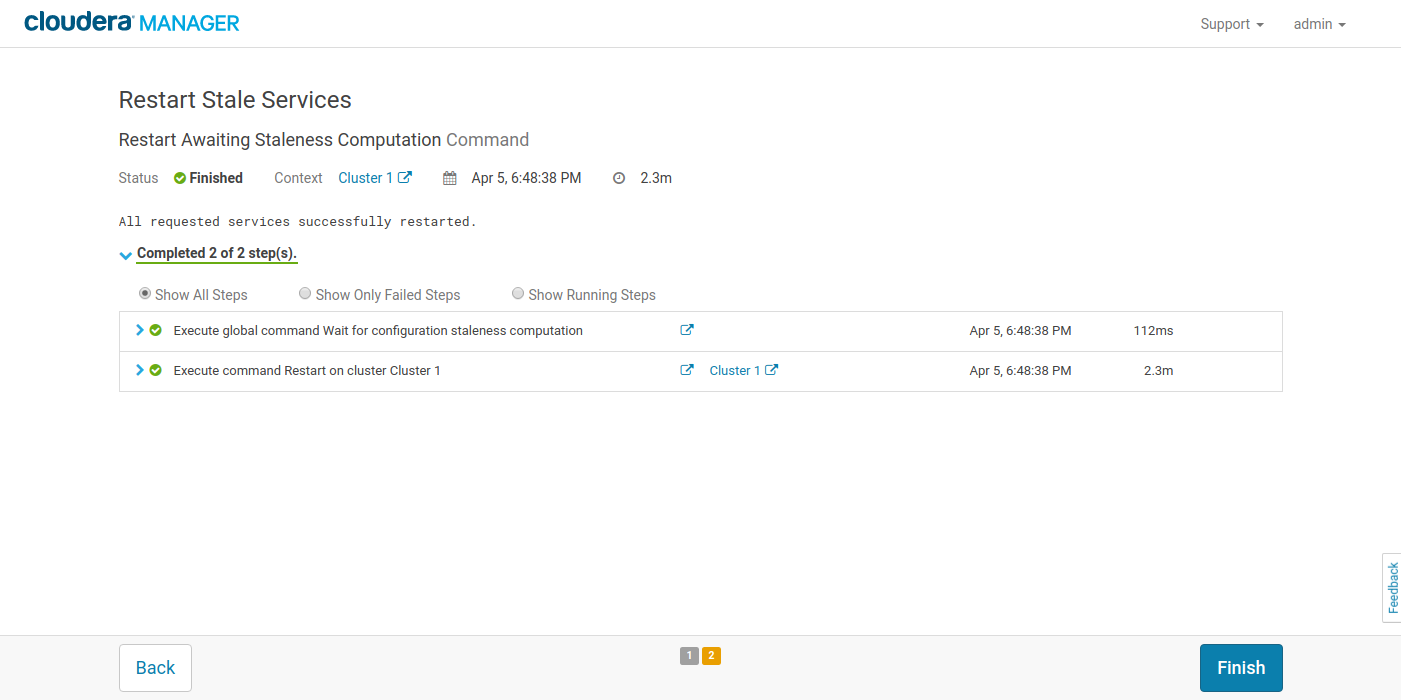 cloudera MANAGER
Support admin
Restart Stale Services
Restart Awaiting Staleness Computation Command
Status Finished Context Cluster 1 Apr 5, 6:48:38 PM 2.3m
All requested services successfully restarted.
Completed 2 of 2 step(s).
Show All Steps Show Only Failed Steps Show Running Steps
Execute global command Wait for configuration staleness computation Apr 5, 6:48:38 PM 112ms
Execute command Restart on cluster Cluster 1 Cluster 1 Apr 5, 6:48:38 PM 2.3m
Feedback
Back 1 2 Finish